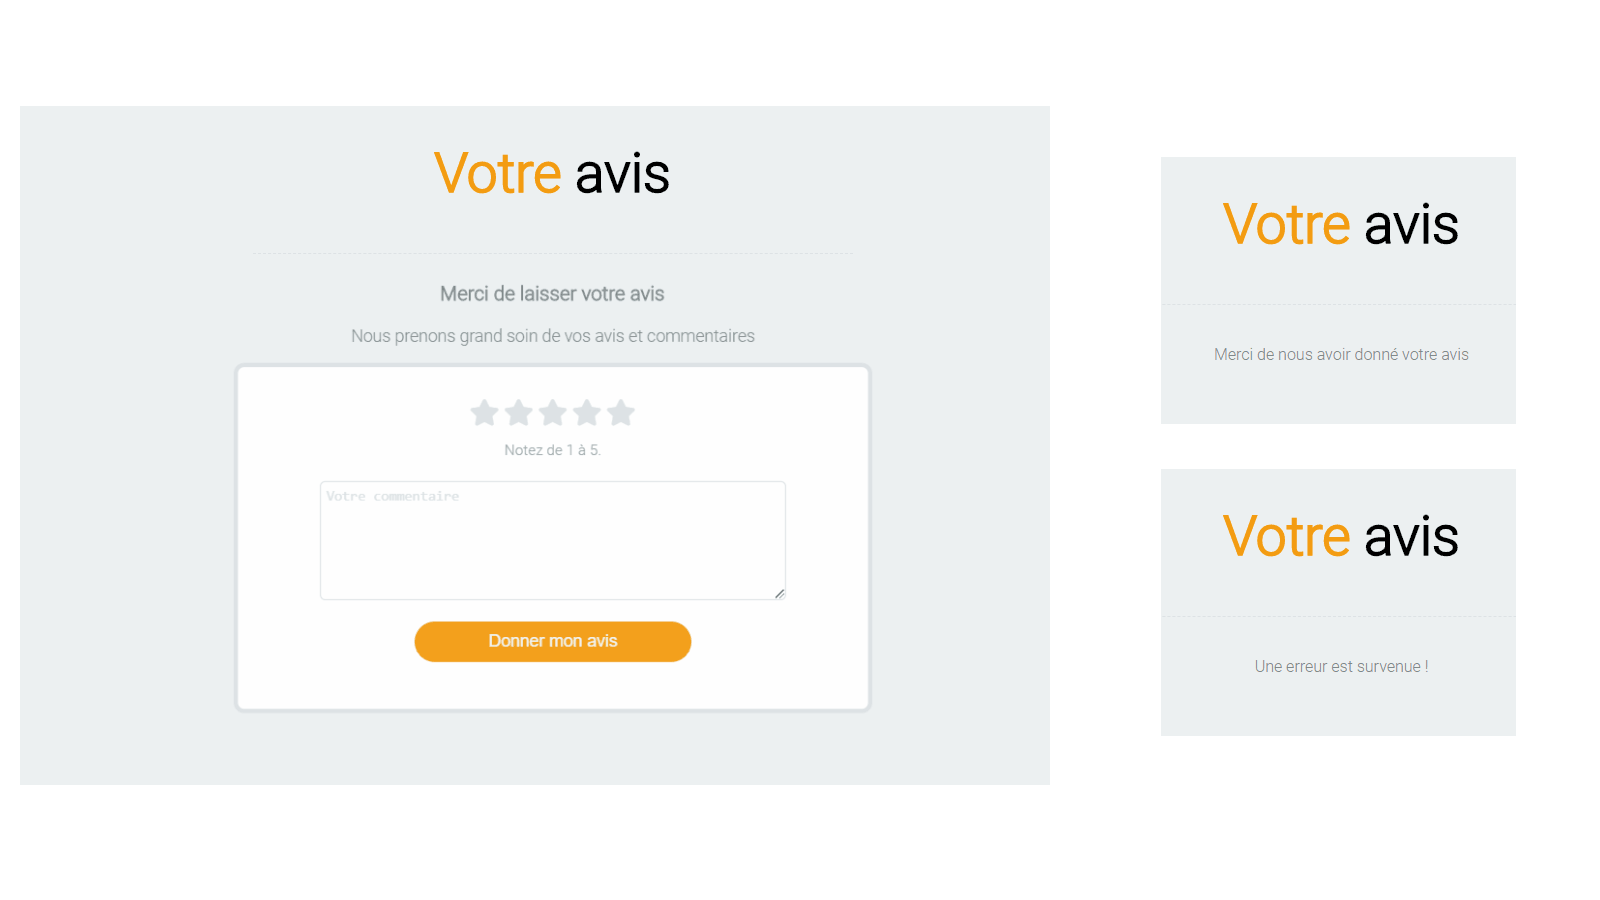 Votre avis
Merci de laisser votre avis
Nous prenons grand soin de vos avis et commentaires
Notez de 1 à 5.
Votre commentaire
Donner mon avis
Votre avis
Merci de nous avoir donné votre avis
Votre avis
Une erreur est survenue !